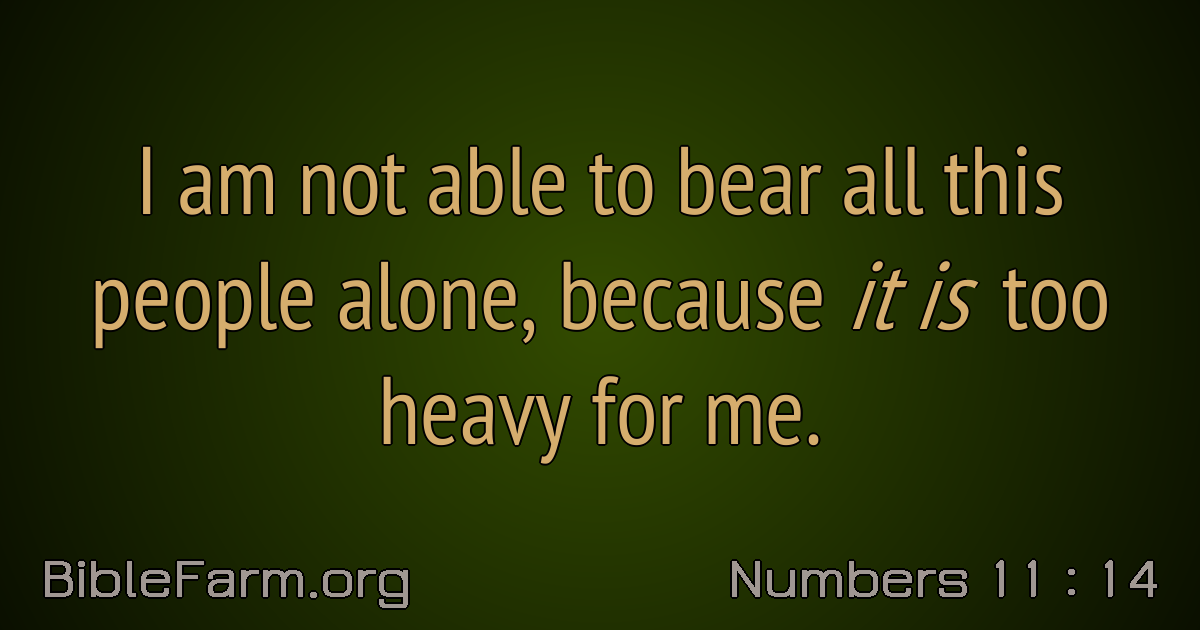 I am not able to bear all this
people alone, because it is too
heavy for me.
BibleFarm.org
Numbers 11 : 14